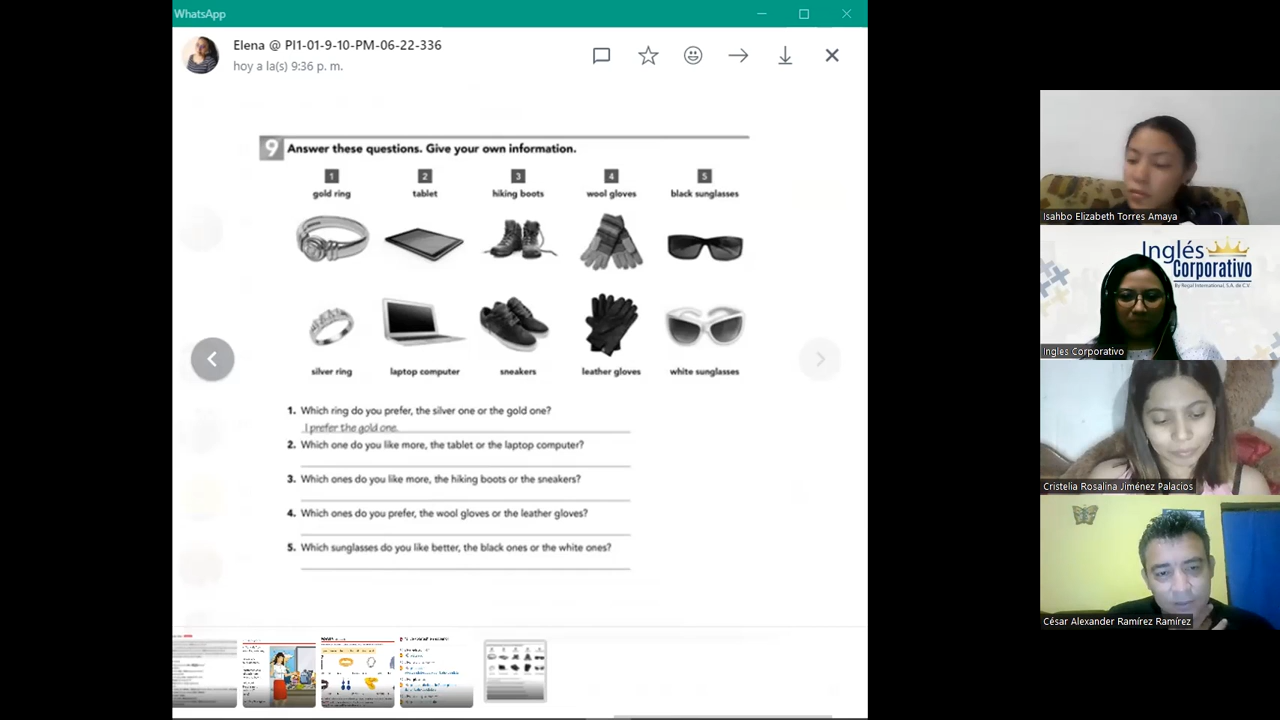 WhatsApp
Elena @ PI1-01-9-10-PM-06-22-336
hoy a la(s) 9:36 p. m.
9 Answer these questions. Give your own information.
1 2 3 4 5
gold ring tablet hiking boots wool gloves black sunglasses
silver ring laptop computer sneakers leather gloves white sunglasses
1. Which ring do you prefer, the silver one or the gold one?
I prefer the gold one.
2. Which one do you like more, the tablet or the laptop computer?
3. Which ones do you like more, the hiking boots or the sneakers?
4. Which ones do you prefer, the wool gloves or the leather gloves?
5. Which sunglasses do you like better, the black ones or the white ones?
Isahbo Elizabeth Torres Amaya
Inglés
Corporativo
By Regal International, S.A. de C.V
Ingles Corporativo
Cristelia Rosalina Jiménez Palacios
César Alexander Ramírez Ramírez